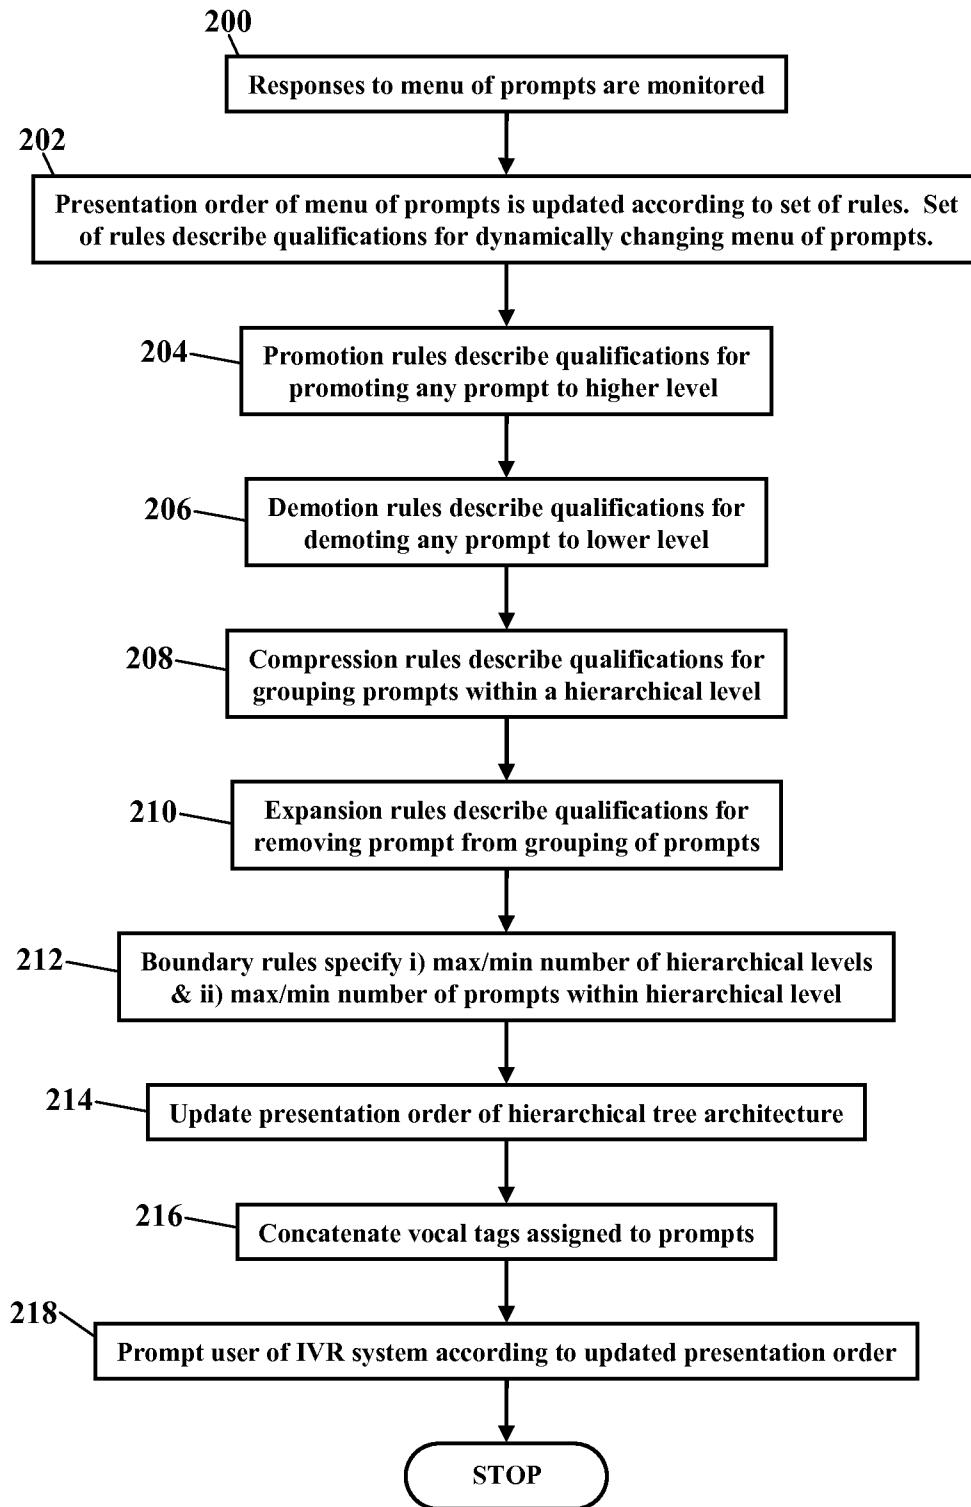 200
Responses to menu of prompts are monitored
202
Presentation order of menu of prompts is updated according to set of rules. Set
of rules describe qualifications for dynamically changing menu of prompts.
204
Promotion rules describe qualifications for
promoting any prompt to higher level
206
Demotion rules describe qualifications for
demoting any prompt to lower level
208
Compression rules describe qualifications for
grouping prompts within a hierarchical level
210
Expansion rules describe qualifications for
removing prompt from grouping of prompts
212
Boundary rules specify i) max/min number of hierarchical levels
& ii) max/min number of prompts within hierarchical level
214
Update presentation order of hierarchical tree architecture
216
Concatenate vocal tags assigned to prompts
218
Prompt user of IVR system according to updated presentation order
STOP